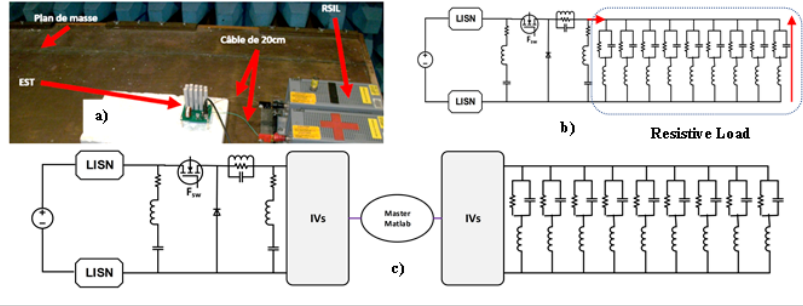 Plan de masse
RSIL
Câble de 20cm
EST
a)
LISN
Fsw
LISN
b)
Resistive Load
LISN
Fsw
LISN
IVs
Master
Matlab
IVs
c)